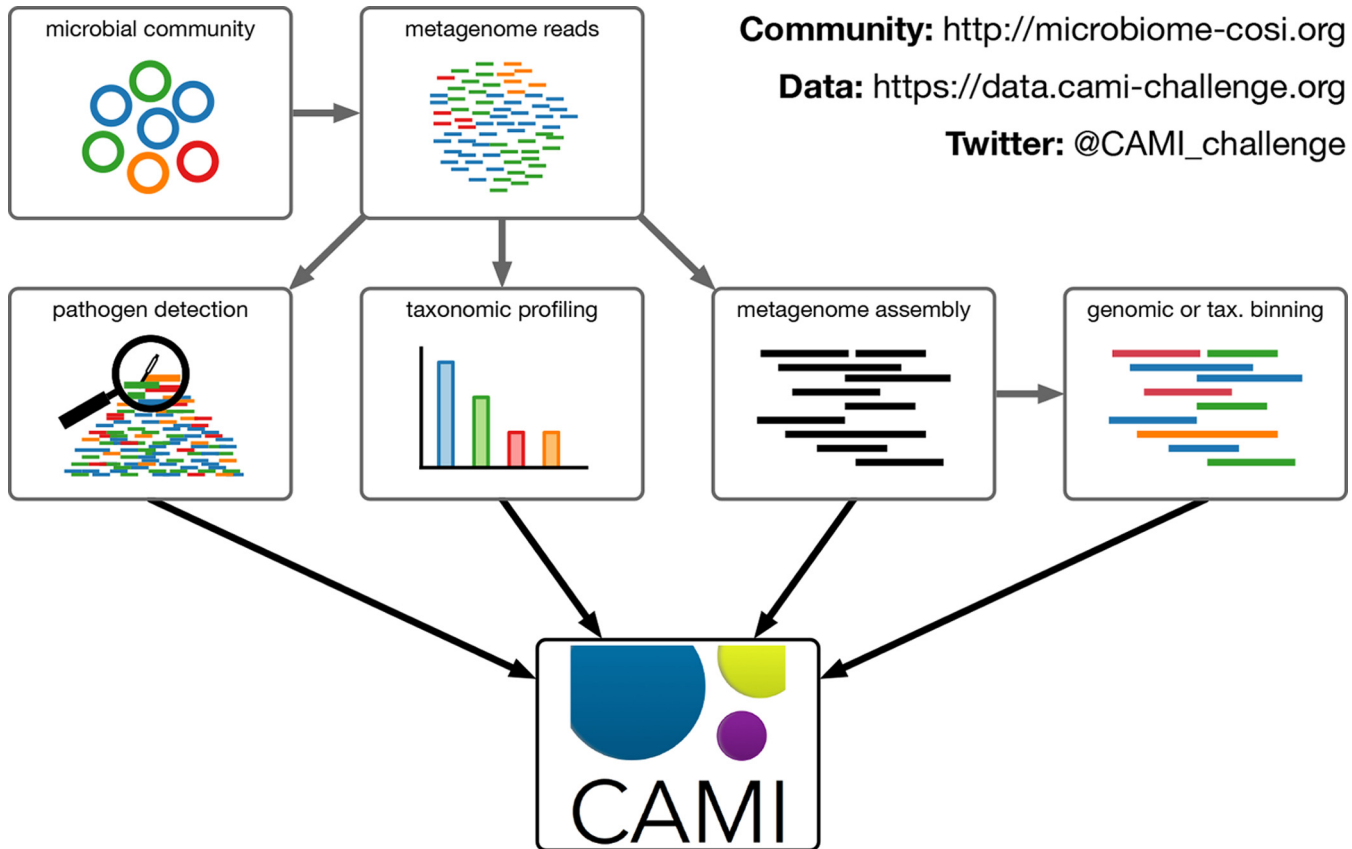 microbial community
metagenome reads
Community: http://microbiome-cosi.org
Data: https://data.cami-challenge.org
Twitter: @CAMI_challenge
pathogen detection
taxonomic profiling
metagenome assembly
genomic or tax. binning
CAMI